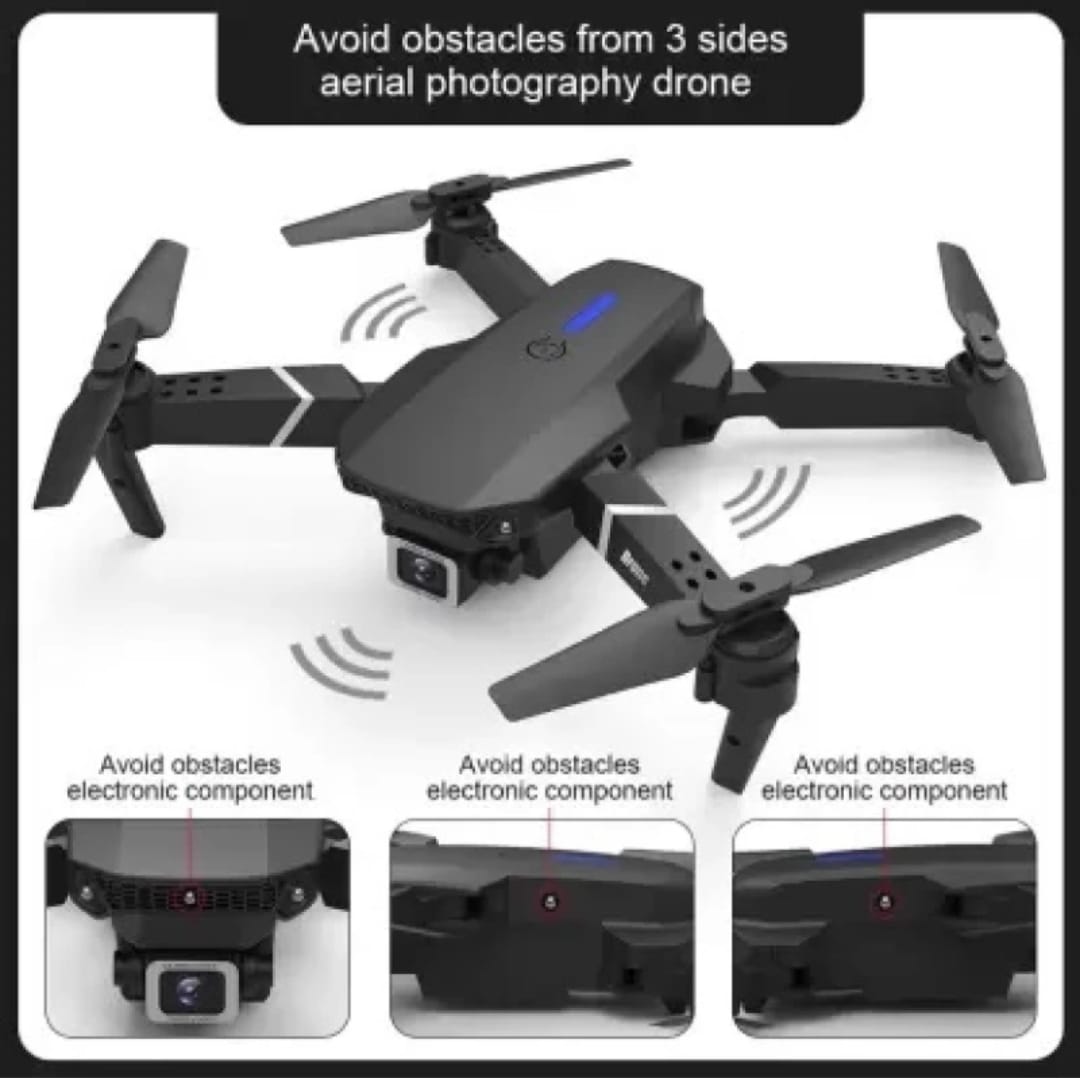 Avoid obstacles from 3 sides
aerial photography drone
Drone
Avoid obstacles
electronic component
Avoid obstacles
electronic component
Avoid obstacles
electronic component